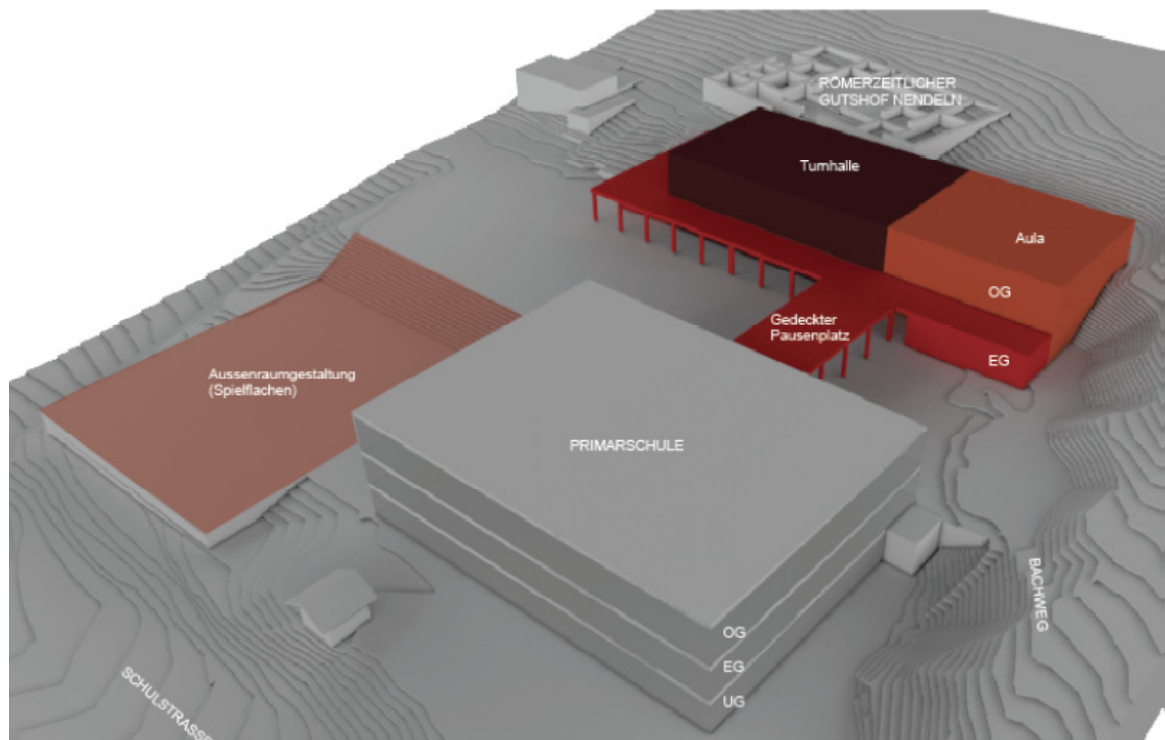 RÖMERZEITLICHER
GUTSHOF NENDELN
Turnhalle
Aula
OG
Gedeckter
Pausenplatz
EG
Aussenraumgestaltung
(Spielflachen)
PRIMARSCHULE
BACHWEG
OG
EG
UG
SCHULSTRASSE